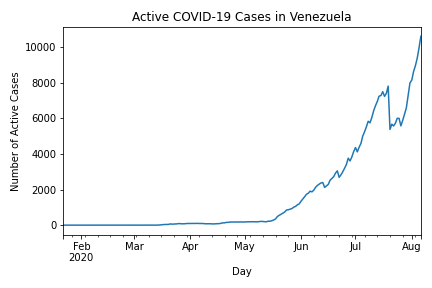 Active COVID-19 Cases in Venezuela
Number of Active Cases
10000
8000
6000
4000
2000
0
Feb Mar Apr May Jun Jul Aug
2020
Day